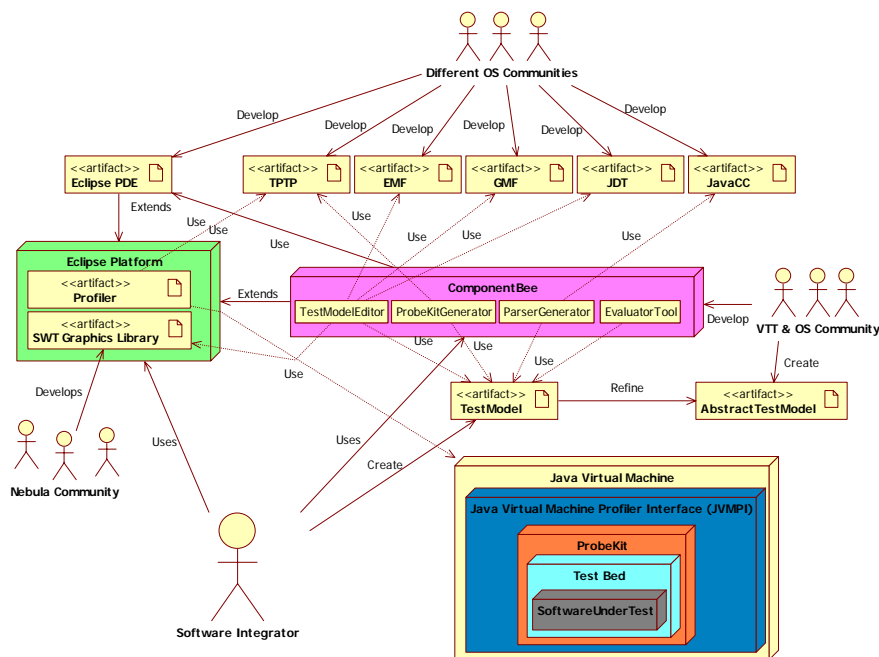 Different OS Communities
Develop
Develop
Develop
Develop
Develop
Develop
<<artifact>>
Eclipse PDE
<<artifact>>
TPTP
<<artifact>>
EMF
<<artifact>>
GMF
<<artifact>>
JDT
<<artifact>>
JavaCC
Extends
Use
Use
Use
Use
Use
Use
Use
Eclipse Platform
<<artifact>>
Profiler
<<artifact>>
SWT Graphics Library
Extends
ComponentBee
TestModelEditor
ProbeKitGenerator
ParserGenerator
EvaluatorTool
VTT & OS Community
Develop
Create
Use
Use
Use
Use
Use
Develops
Nebula Community
Uses
Uses
Create
<<artifact>>
TestModel
Refine
<<artifact>>
AbstractTestModel
Software Integrator
Java Virtual Machine
Java Virtual Machine Profiler Interface (JVMPI)
ProbeKit
Test Bed
SoftwareUnderTest